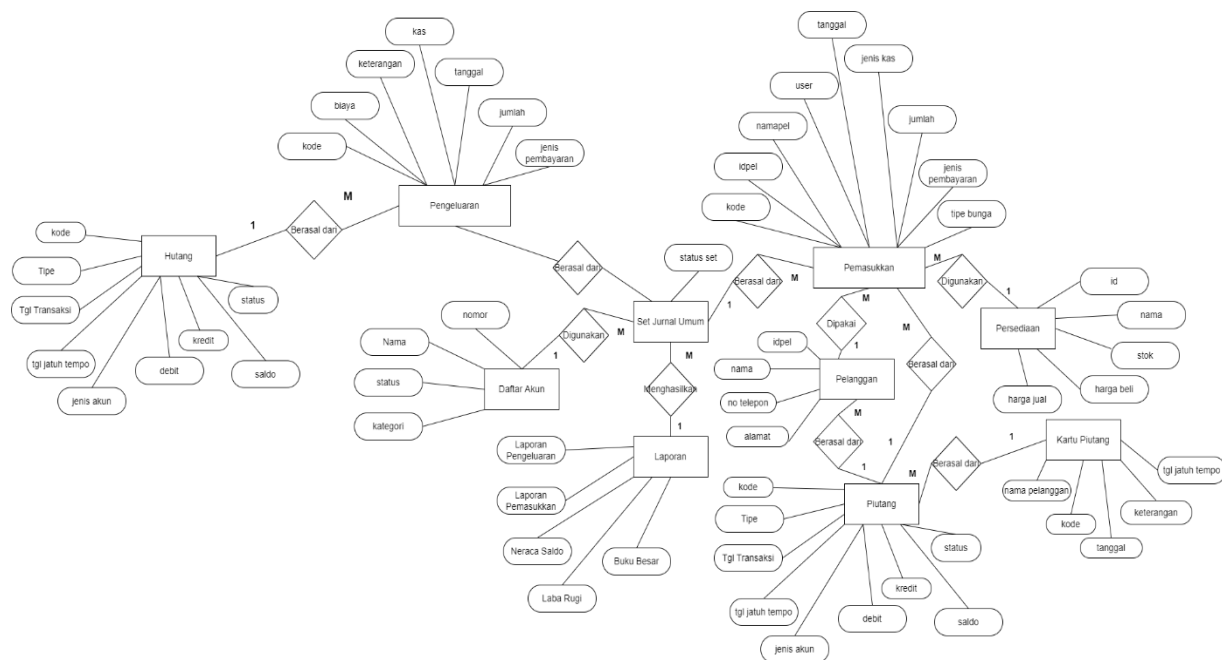 kas
keterangan
tanggal
biaya
jumlah
kode
jenis
pembayaran
M
Pengeluaran
1
Berasal dari
kode
Hutang
Tipe
Tgl Transaksi
status
tgl jatuh tempo
kredit
jenis akun
debit
saldo
Berasal dari
status set
nomor
Digunakan
M
Set Jurnal Umum
1
Berasal dari
M
Nama
1
status
Daftar Akun
kategori
M
Menghasilkan
1
Laporan
Pengeluaran
Laporan
Laporan
Pemasukkan
Neraca Saldo
Buku Besar
Laba Rugi
tanggal
jenis kas
user
jumlah
namapel
jenis
pembayaran
idpel
kode
tipe bunga
Pemasukkan
M
Digunakan
1
id
nama
Persediaan
stok
harga beli
harga jual
M
Dipakai
1
M
Berasal dari
1
idpel
nama
Pelanggan
no telepon
alamat
M
Berasal dari
1
M
Berasal dari
1
Kartu Piutang
tgl jatuh tempo
nama pelanggan
keterangan
kode
tanggal
kode
Piutang
Tipe
Tgl Transaksi
status
tgl jatuh tempo
kredit
jenis akun
debit
saldo